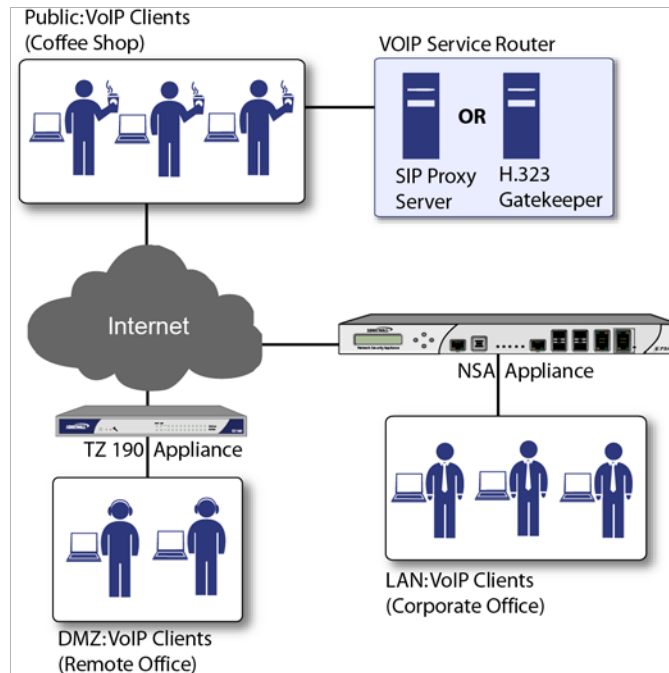 Public:VoIP Clients
(Coffee Shop)
VOIP Service Router
OR
SIP Proxy
Server
H.323
Gatekeeper
Internet
NSA Appliance
TZ 190 Appliance
LAN:VoIP Clients
(Corporate Office)
DMZ:VoIP Clients
(Remote Office)